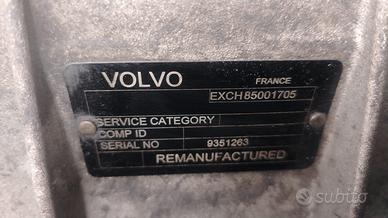 VOLVO
FRANCE
EXCH85001705
SERVICE CATEGORY
COMP ID
SERIAL NO 9351263
REMANUFACTURED
subito